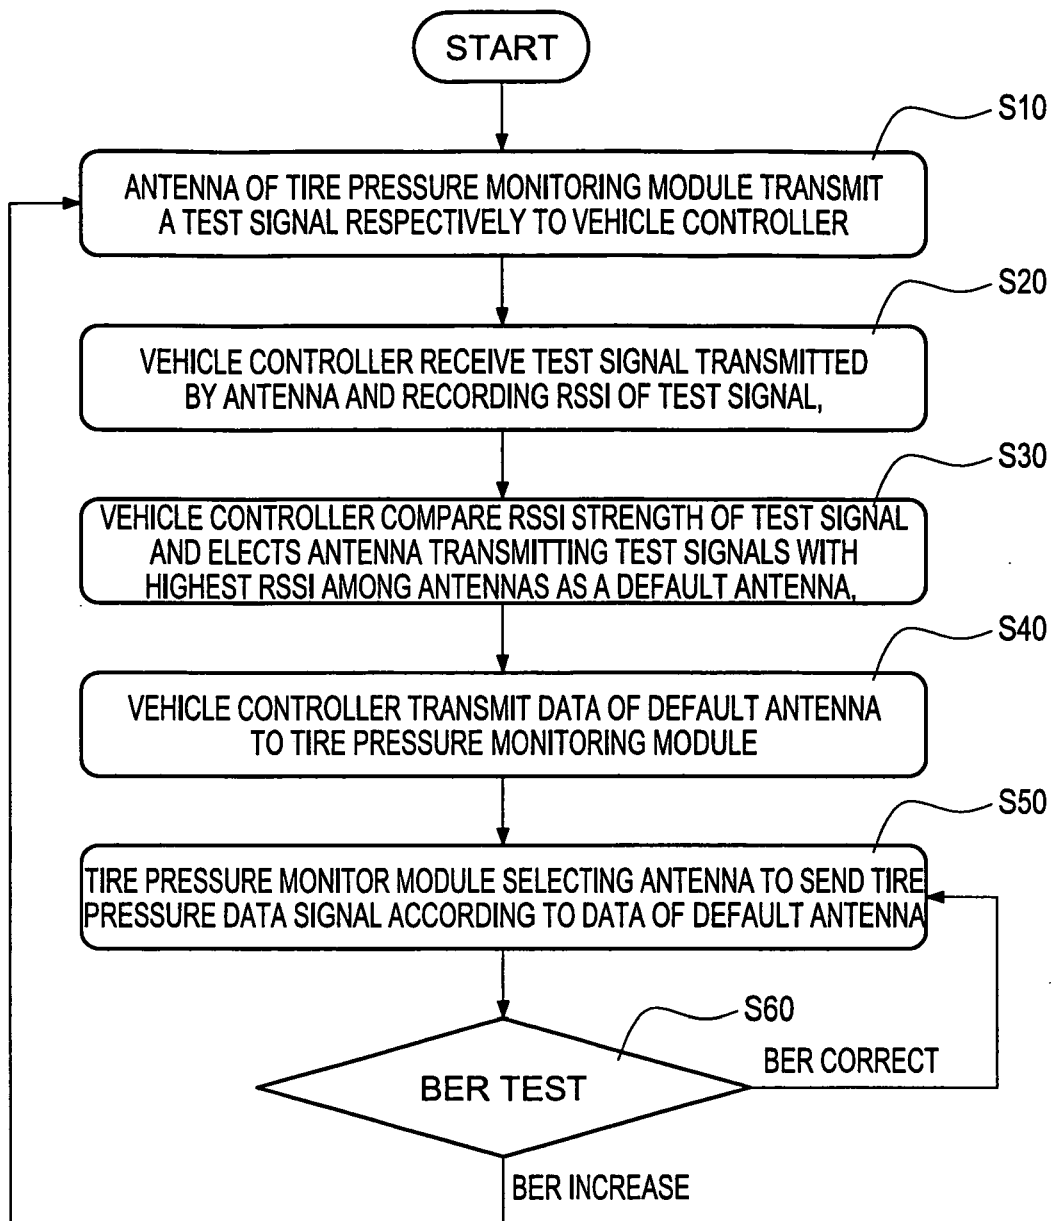 START
S10
ANTENNA OF TIRE PRESSURE MONITORING MODULE TRANSMIT
A TEST SIGNAL RESPECTIVELY TO VEHICLE CONTROLLER
S20
VEHICLE CONTROLLER RECEIVE TEST SIGNAL TRANSMITTED
BY ANTENNA AND RECORDING RSSI OF TEST SIGNAL,
S30
VEHICLE CONTROLLER COMPARE RSSI STRENGTH OF TEST SIGNAL
AND ELECTS ANTENNA TRANSMITTING TEST SIGNALS WITH
HIGHEST RSSI AMONG ANTENNAS AS A DEFAULT ANTENNA,
S40
VEHICLE CONTROLLER TRANSMIT DATA OF DEFAULT ANTENNA
TO TIRE PRESSURE MONITORING MODULE
S50
TIRE PRESSURE MONITOR MODULE SELECTING ANTENNA TO SEND TIRE
PRESSURE DATA SIGNAL ACCORDING TO DATA OF DEFAULT ANTENNA
S60
BER TEST
BER CORRECT
BER INCREASE